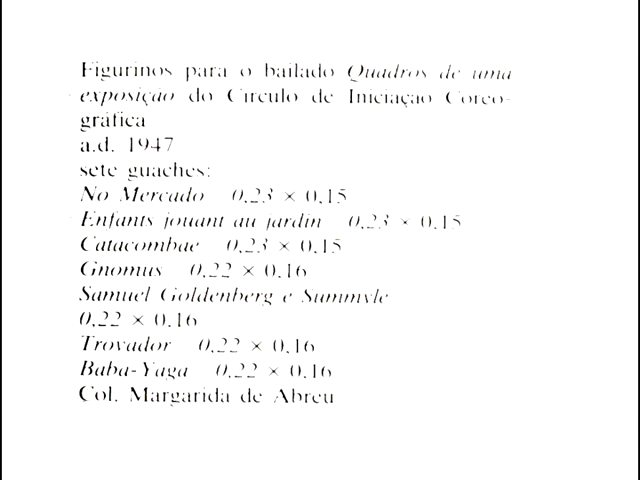 Figurinos para o bailado Quadros de uma
exposição do Círculo de Iniciação Coreo-
gráfica
a.d. 1947
sete guaches:
No Mercado 0,23 × 0,15
Enfants jouant au jardin 0,23 × 0,15
Catacombae 0,23 × 0,15
Gnomus 0,22 × 0,16
Samuel Goldenberg e Summyle
0,22 × 0,16
Trovador 0,22 × 0,16
Baba-Yaga 0,22 × 0,16
Col. Margarida de Abreu